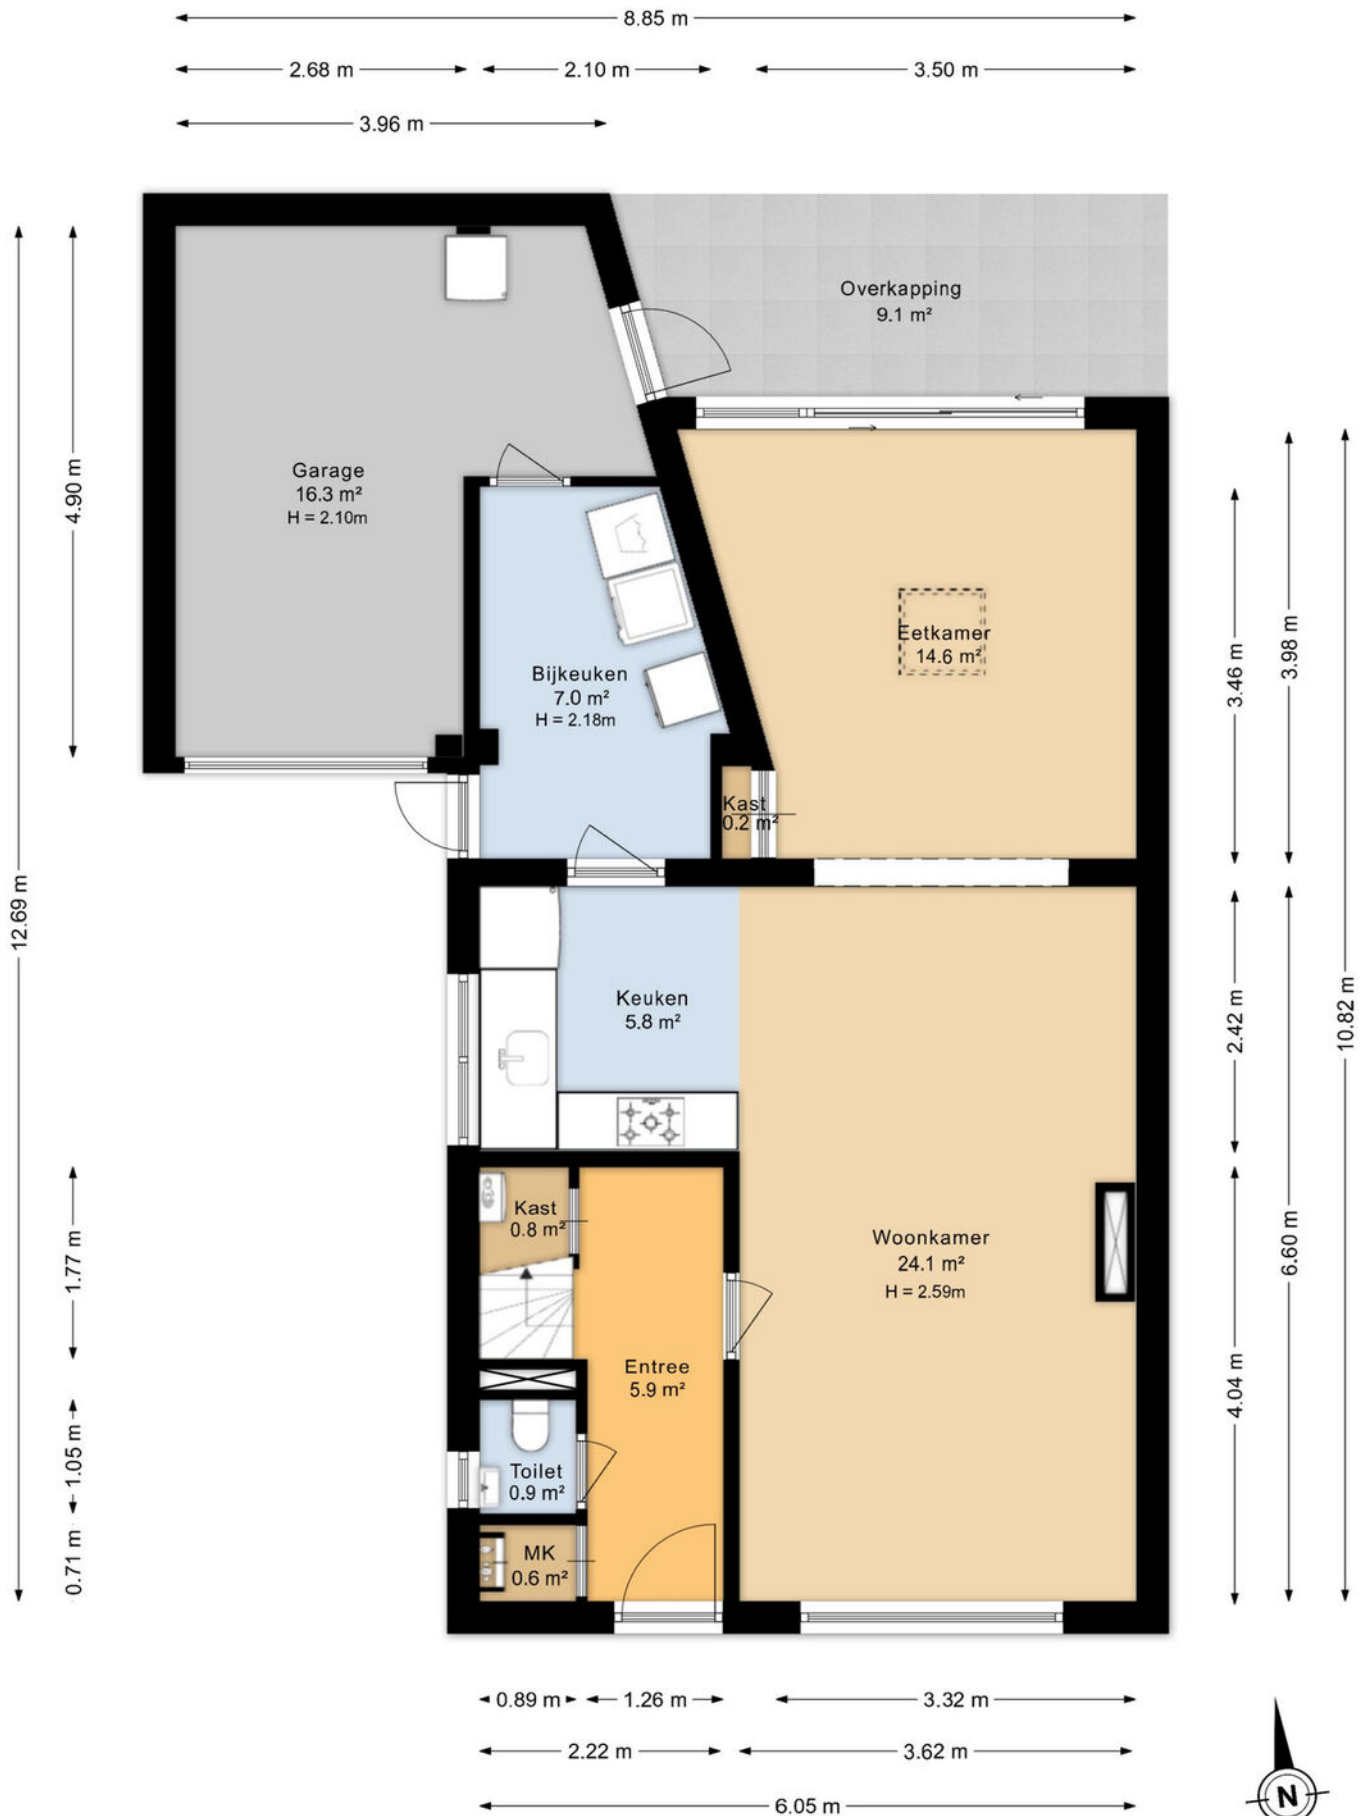 8.85 m
2.68 m
2.10 m
3.50 m
3.96 m
Overkapping
9.1 m²
Garage
16.3 m²
H = 2.10m
4.90 m
12.69 m
Eetkamer
14.6 m²
Bijkeuken
7.0 m²
H = 2.18m
3.46 m
3.98 m
10.82 m
Kast
0.2 m²
Keuken
5.8 m²
2.42 m
Kast
0.8 m²
Woonkamer
24.1 m²
H = 2.59m
6.60 m
1.77 m
Entree
5.9 m²
4.04 m
1.05 m
Toilet
0.9 m²
0.71 m
MK
0.6 m²
0.89 m
1.26 m
3.32 m
2.22 m
3.62 m
6.05 m
N